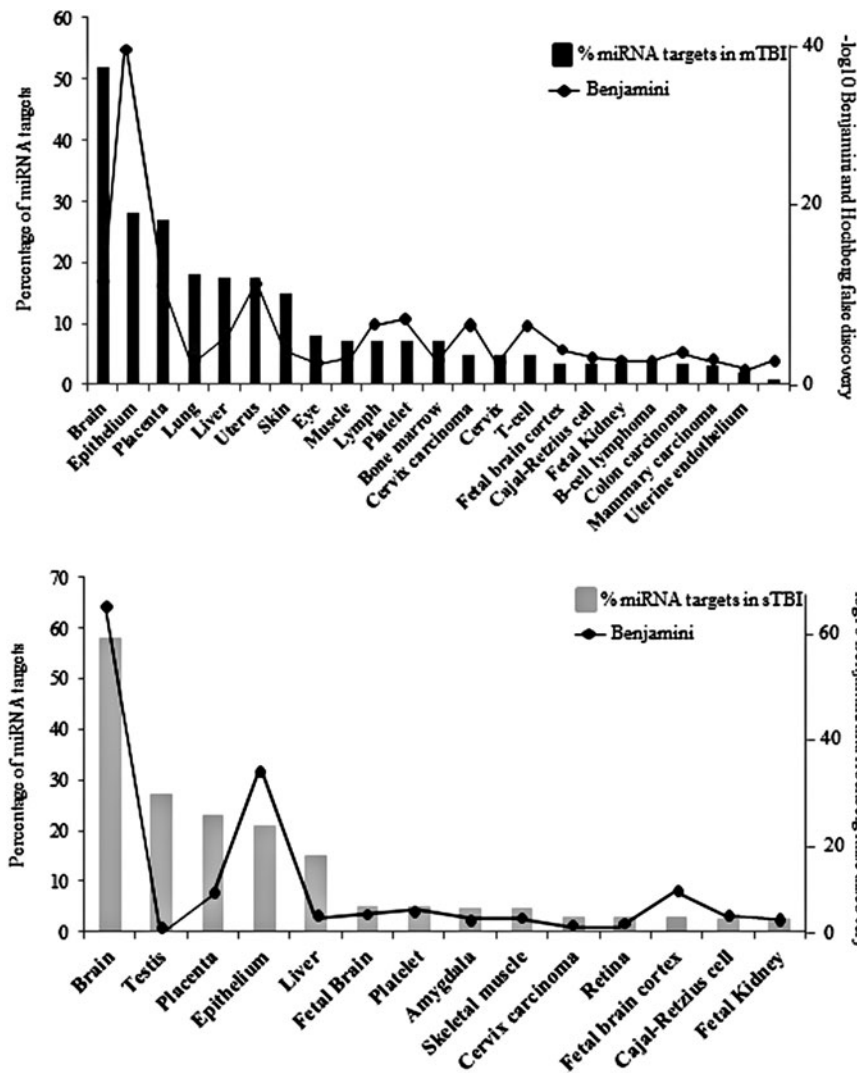 60
50
40
30
20
10
0
Percentage of miRNA targets
% miRNA targets in mTBI
Benjamini
40
20
0
-log10 Benjamini and Hochberg false discovery
Brain
Epithelium
Placenta
Lung
Liver
Uterus
Skin
Eye
Muscle
Lymph
Platelet
Bone marrow
Cervix carcinoma
Cervix
T-cell
Fetal brain cortex
Cajal-Retzius cell
Fetal Kidney
B-cell lymphoma
Colon carcinoma
Mammary carcinoma
Uterine endothelium
70
60
50
40
30
20
10
0
Percentage of miRNA targets
% miRNA targets in sTBI
Benjamini
60
40
20
0
Brain
Testis
Placenta
Epithelium
Liver
Fetal Brain
Platelet
Amygdala
Skeletal muscle
Cervix carcinoma
Retina
Fetal brain cortex
Cajal-Retzius cell
Fetal Kidney